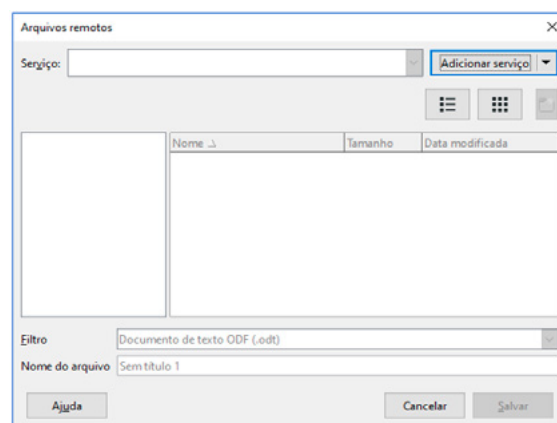 Arquivos remotos
Serviço: Adicionar serviço
Nome Tamanho Data modificada
Filtro Documento de texto ODF (.odt)
Nome do arquivo Sem título 1
Ajuda Cancelar Salvar